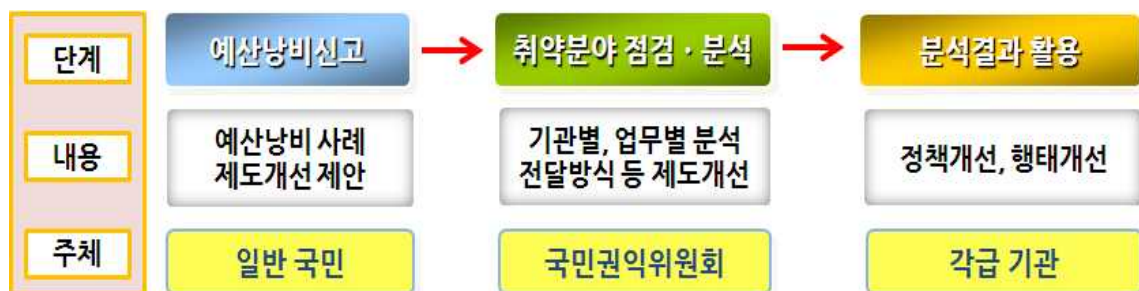 단계
예산낭비신고
취약분야 점검 · 분석
분석결과 활용
내용
예산낭비 사례
제도개선 제안
기관별, 업무별 분석
전달방식 등 제도개선
정책개선, 행태개선
주체
일반 국민
국민권익위원회
각급 기관